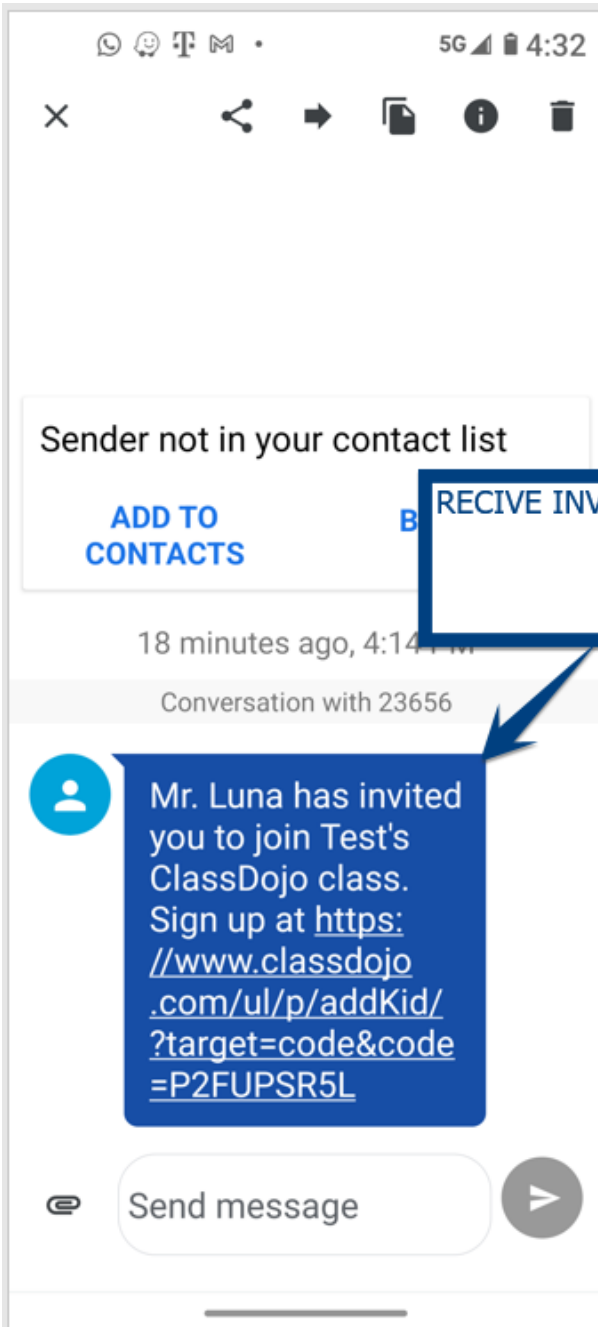 5G 4:32
Sender not in your contact list
ADD TO
CONTACTS
RECIVE INV
18 minutes ago, 4:14 PM
Conversation with 23656
Mr. Luna has invited
you to join Test's
ClassDojo class.
Sign up at https:
//www.classdojo
.com/ul/p/addKid/
?target=code&code
=P2FUPSR5L
Send message